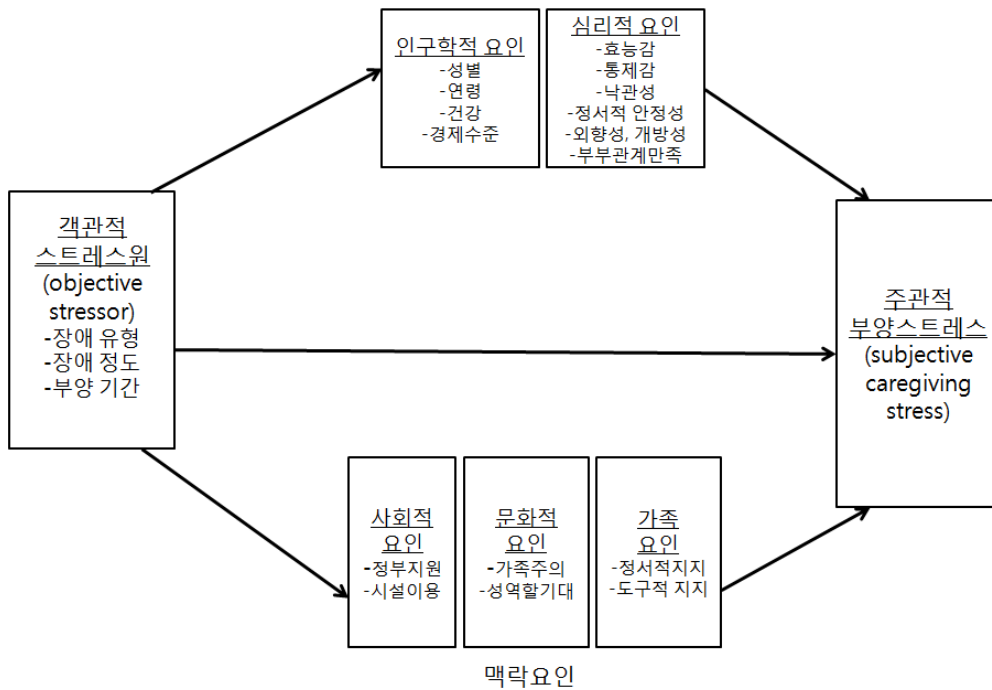 인구학적 요인
-성별
-연령
-건강
-경제수준
심리적 요인
-효능감
-통제감
-낙관성
-정서적 안정성
-외향성, 개방성
-부부관계만족
객관적
스트레스원
(objective
stressor)
-장애 유형
-장애 정도
-부양 기간
주관적
부양스트레스
(subjective
caregiving
stress)
사회적
요인
-정부지원
-시설이용
문화적
요인
-가족주의
-성역할기대
가족
요인
-정서적지지
-도구적 지지
맥락요인